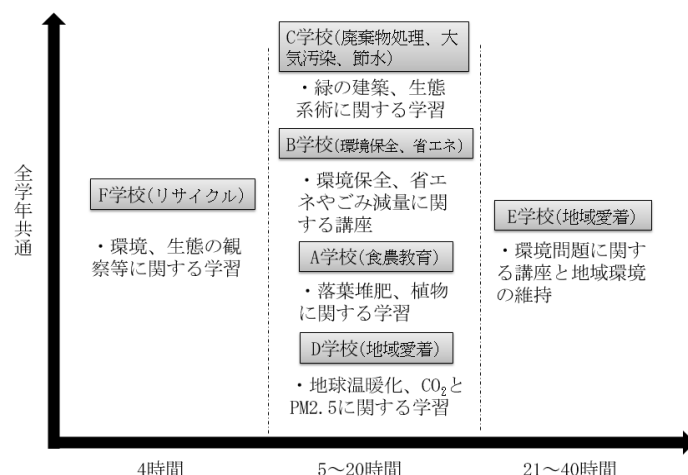 C学校(廃棄物処理、大
気汚染、節水)
・緑の建築、生態
系術に関する学習
B学校(環境保全、省エネ)
・環境保全、省エ
ネやごみ減量に関
する講座
全学年共通
F学校(リサイクル)
・環境、生態の観
察等に関する学習
A学校(食農教育)
・落葉堆肥、植物
に関する学習
D学校(地域愛着)
・地球温暖化、CO₂と
PM2.5に関する学習
E学校(地域愛着)
・環境問題に関す
る講座と地域環境
の維持
4時間
5～20時間
21～40時間